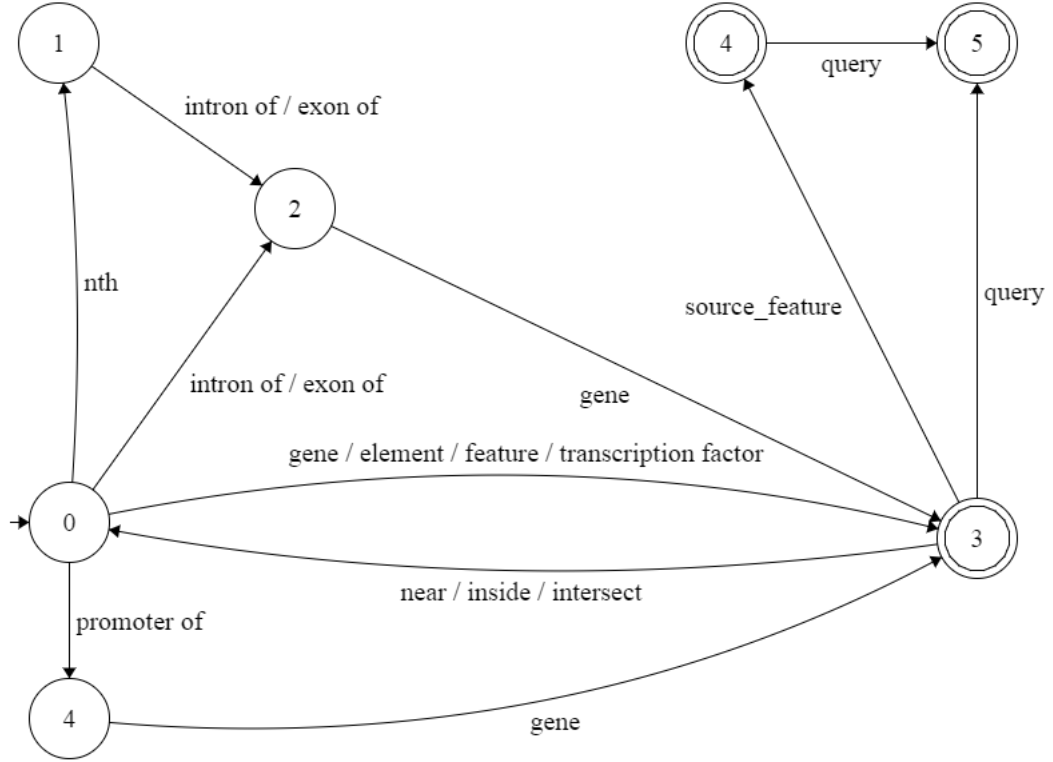 1
4
5
query
intron of / exon of
2
nth
query
source_feature
intron of / exon of
gene
gene / element / feature / transcription factor
0
3
near / inside / intersect
promoter of
4
gene